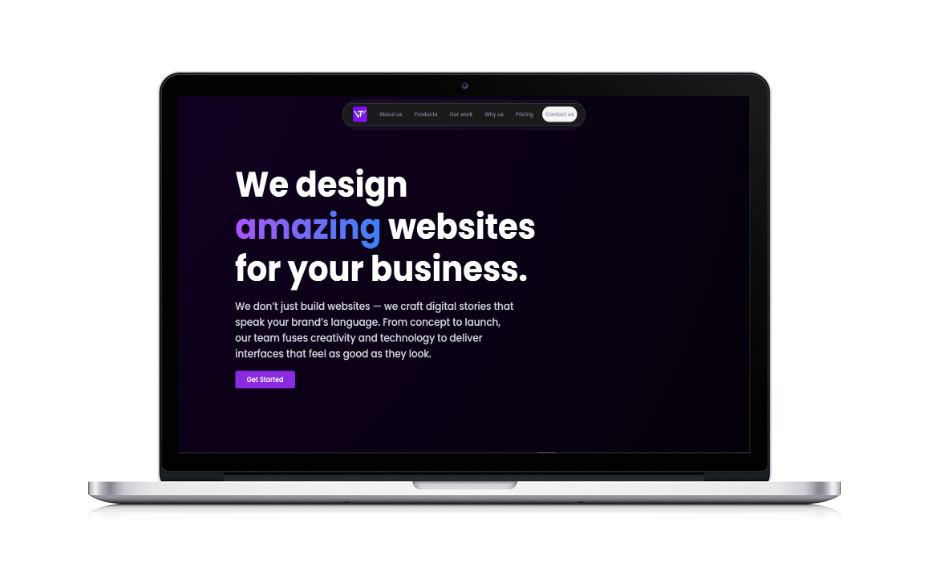 About us Products Our work Why us Pricing Contact us
We design
amazing websites
for your business.
We don't just build websites — we craft digital stories that
speak your brand's language. From concept to launch,
our team fuses creativity and technology to deliver
interfaces that feel as good as they look.
Get Started